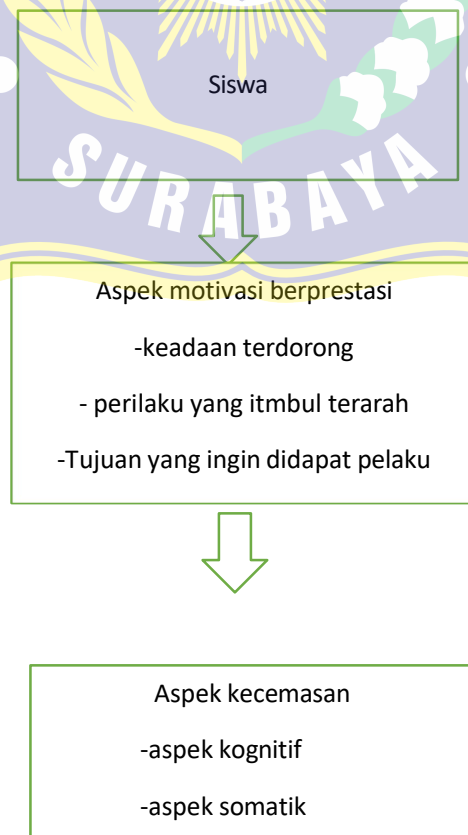 Siswa
SURABAYA
Aspek motivasi berprestasi
-keadaan terdorong
- perilaku yang itmbul terarah
-Tujuan yang ingin didapat pelaku
Aspek kecemasan
-aspek kognitif
-aspek somatik